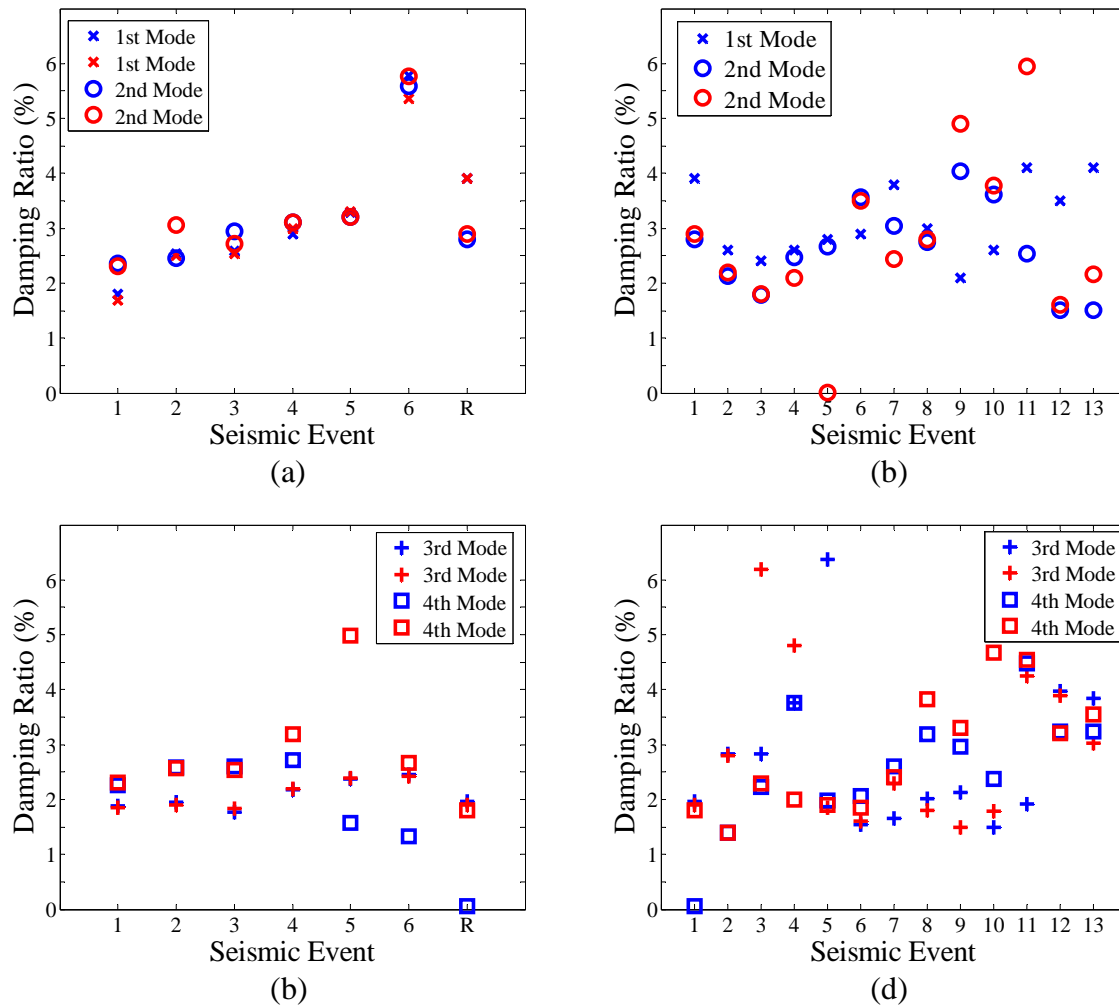 1st Mode
1st Mode
2nd Mode
2nd Mode
Damping Ratio (%)
6
5
4
3
2
1
0
1 2 3 4 5 6 R
Seismic Event
(a)
1st Mode
2nd Mode
2nd Mode
Damping Ratio (%)
6
5
4
3
2
1
0
1 2 3 4 5 6 7 8 9 10 11 12 13
Seismic Event
(b)
3rd Mode
3rd Mode
4th Mode
4th Mode
Damping Ratio (%)
6
5
4
3
2
1
0
1 2 3 4 5 6 R
Seismic Event
(b)
3rd Mode
3rd Mode
4th Mode
4th Mode
Damping Ratio (%)
6
5
4
3
2
1
0
1 2 3 4 5 6 7 8 9 10 11 12 13
Seismic Event
(d)